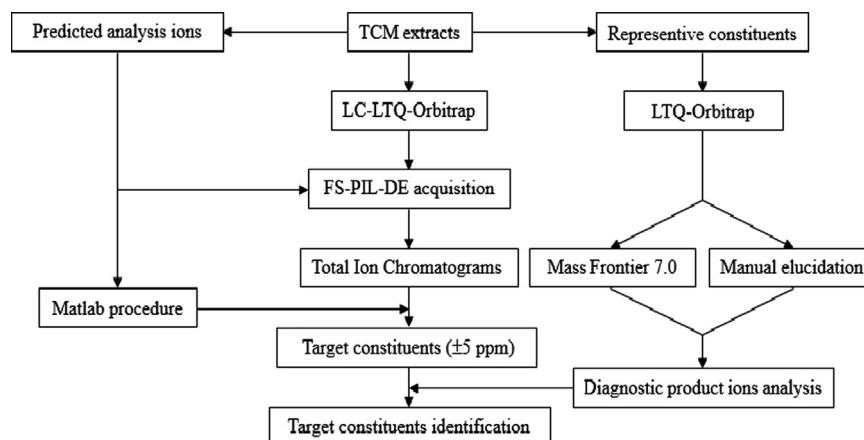 Predicted analysis ions
TCM extracts
Representive constituents
LC-LTQ-Orbitrap
LTQ-Orbitrap
FS-PIL-DE acquisition
Total Ion Chromatograms
Mass Frontier 7.0
Manual elucidation
Matlab procedure
Target constituents (±5 ppm)
Diagnostic product ions analysis
Target constituents identification